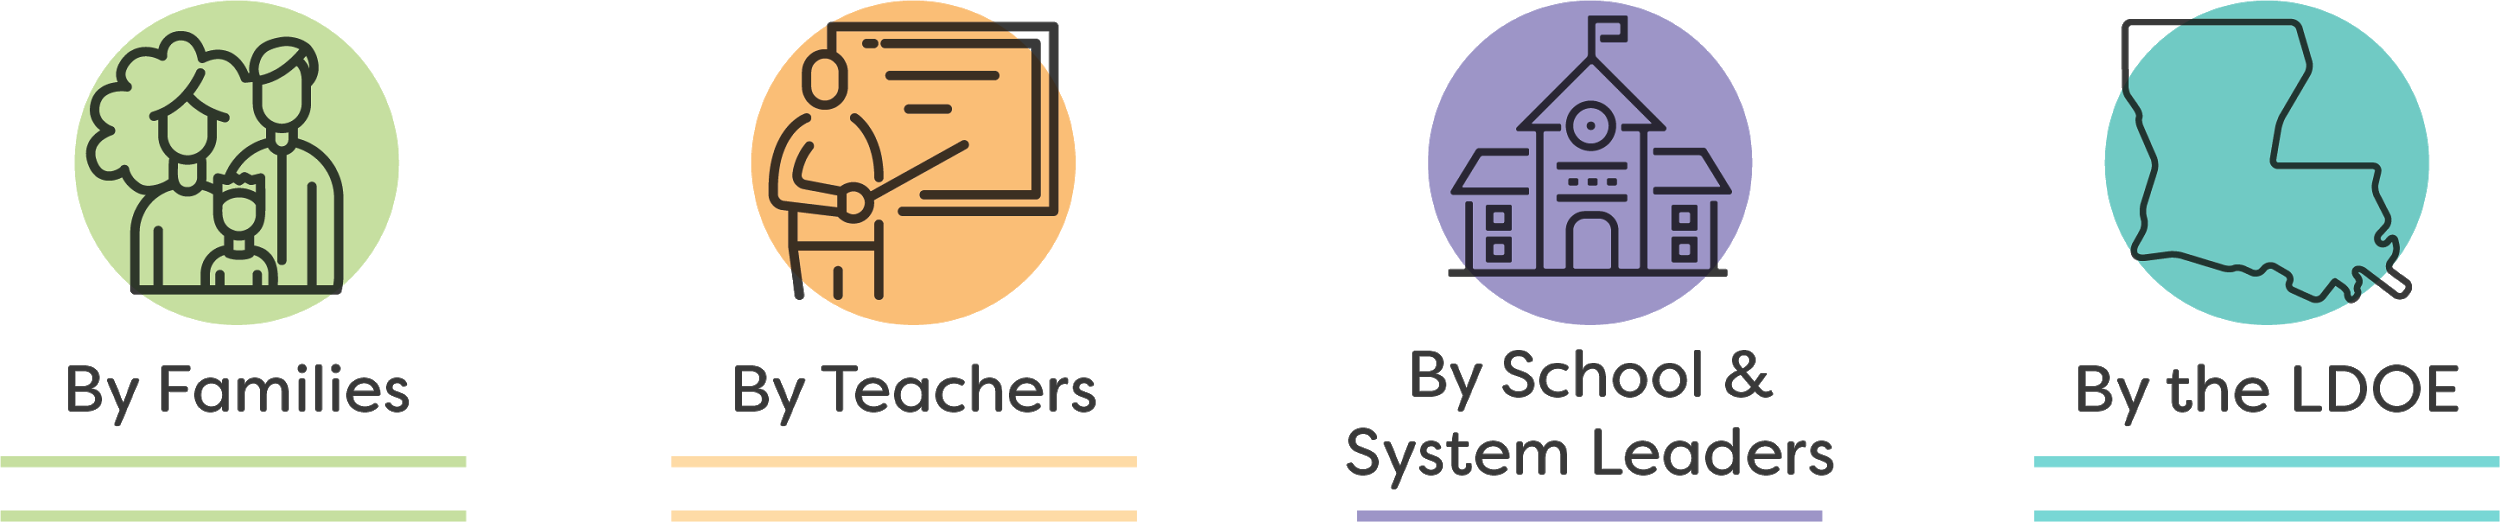 By Families
By Teachers
By School &
System Leaders
By the LDOE